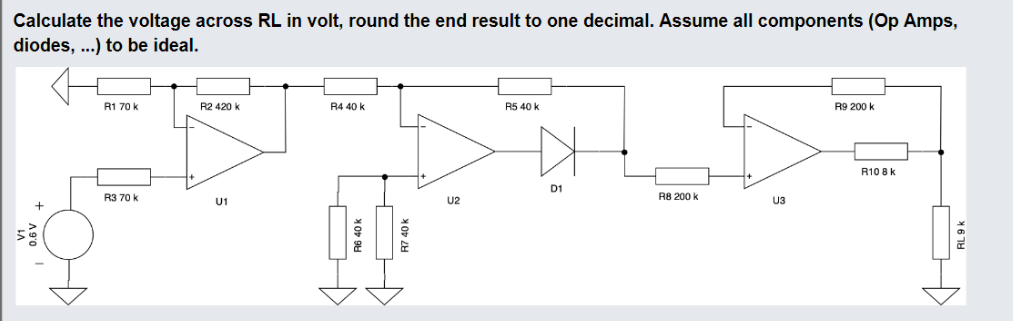 Calculate the voltage across RL in volt, round the end result to one decimal. Assume all components (Op Amps,
diodes, ...) to be ideal.
R1 70 k
R2 420 k
R4 40 k
R5 40 k
R9 200 k
-
-
-
+
+
+
R10 8 k
D1
R3 70 k
U1
U2
R8 200 k
U3
+
V1
0.6 V
-
R6 40 k
R7 40 k
RL 9 k